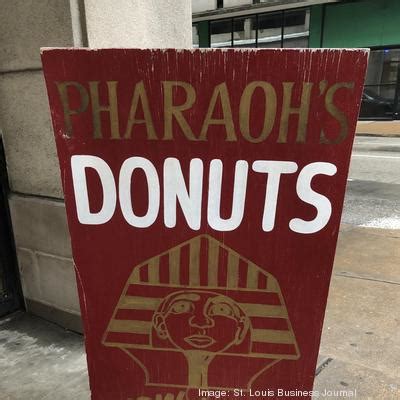 PHARAOH'S
DONUTS
Image: St. Louis Business Journal